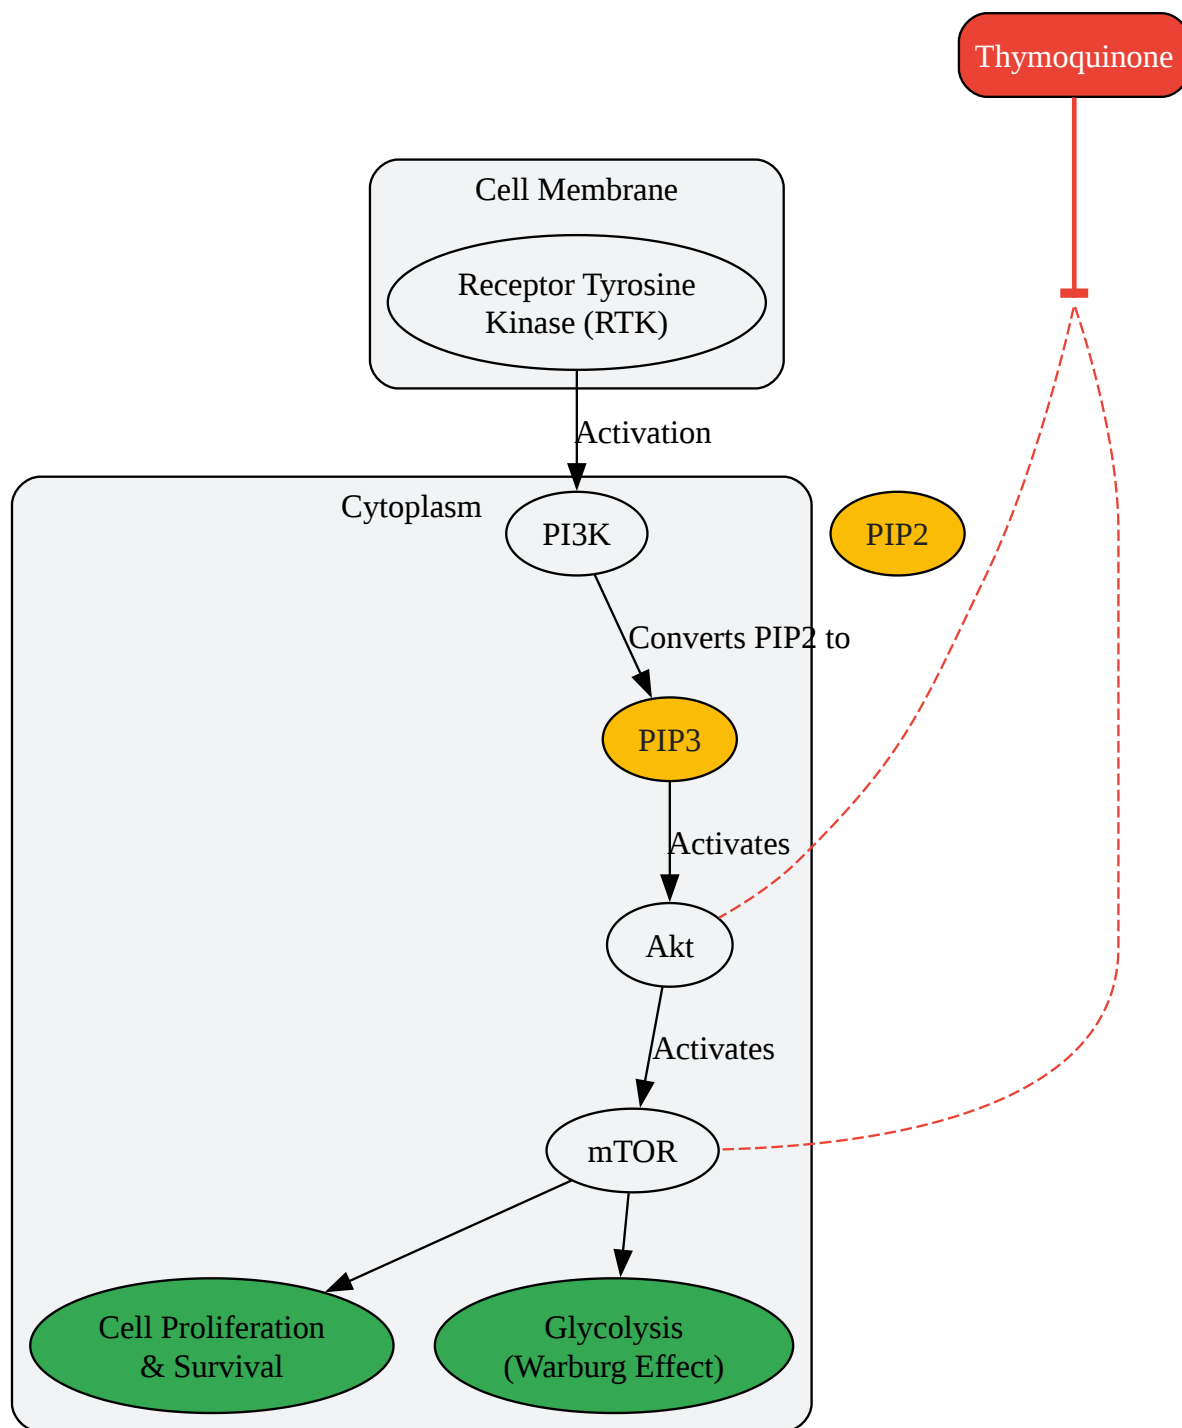 Thymoquinone
Cell Membrane
Receptor Tyrosine
Kinase (RTK)
Activation
Cytoplasm
PI3K
PIP2
Converts PIP2 to
PIP3
Activates
Akt
Activates
mTOR
Cell Proliferation
& Survival
Glycolysis
(Warburg Effect)